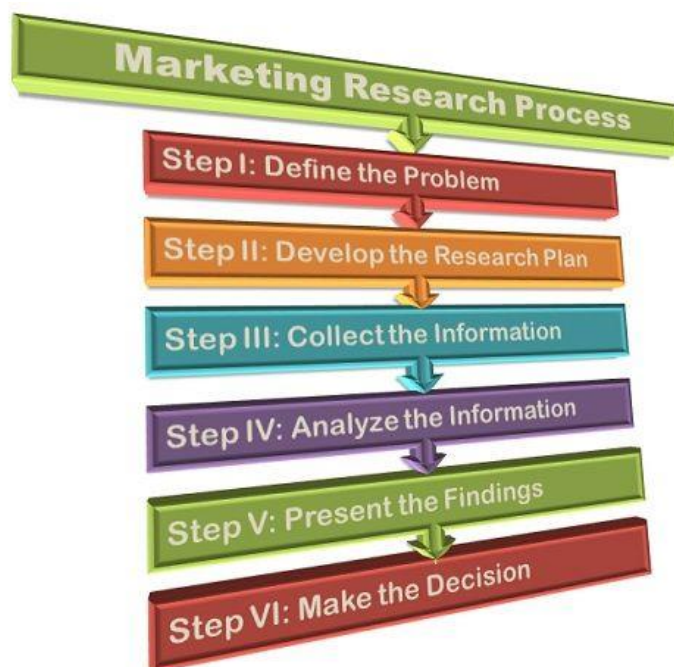 Marketing Research Process
Step I: Define the Problem
Step II: Develop the Research Plan
Step III: Collect the Information
Step IV: Analyze the Information
Step V: Present the Findings
Step VI: Make the Decision